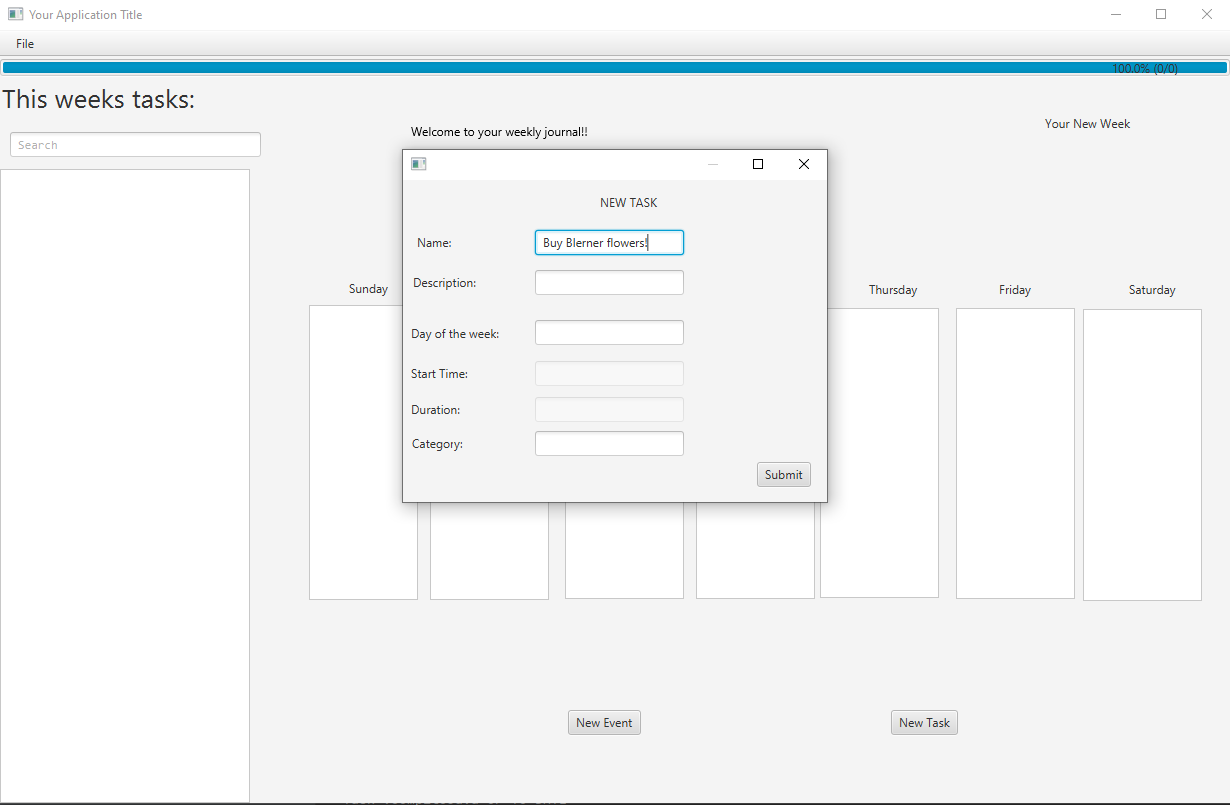 Your Application Title
File
100.0% (0/0)
This weeks tasks:
Search
Welcome to your weekly journal!!
Your New Week
NEW TASK
Name:
Buy Blerner flowers!
Description:
Day of the week:
Start Time:
Duration:
Category:
Submit
Sunday
Thursday
Friday
Saturday
New Event
New Task